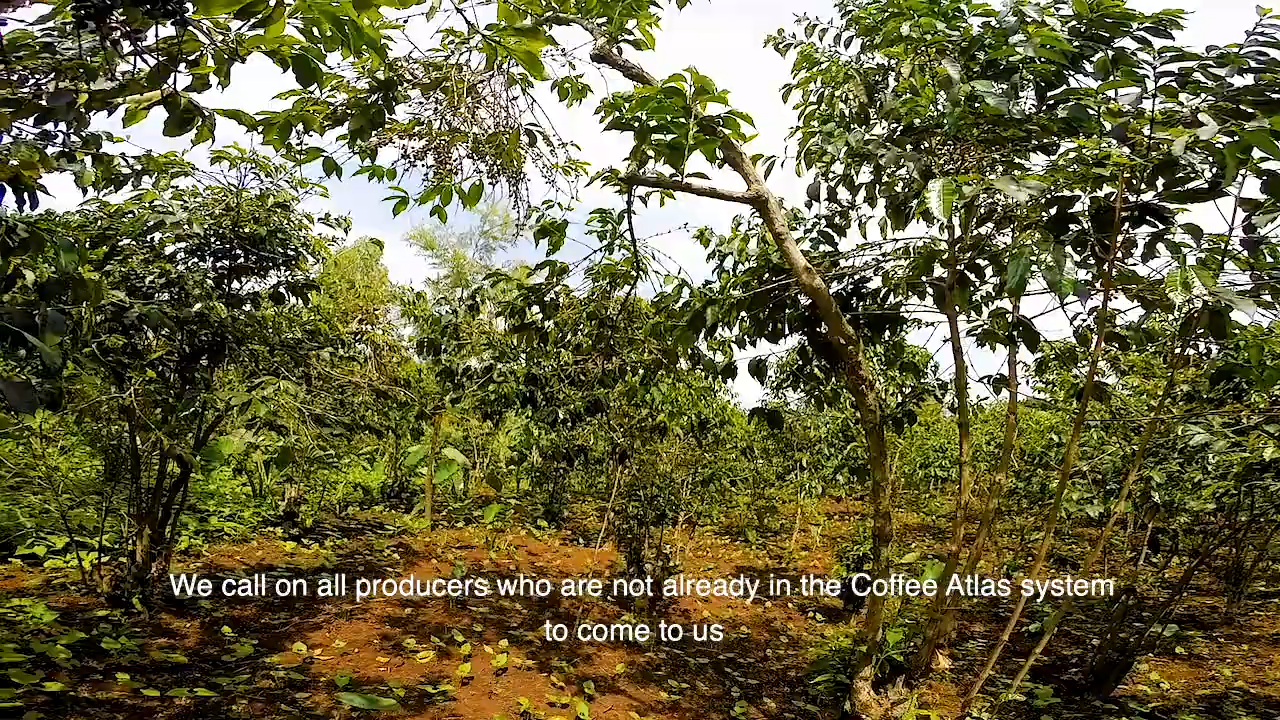 We call on all producers who are not already in the Coffee Atlas system
to come to us